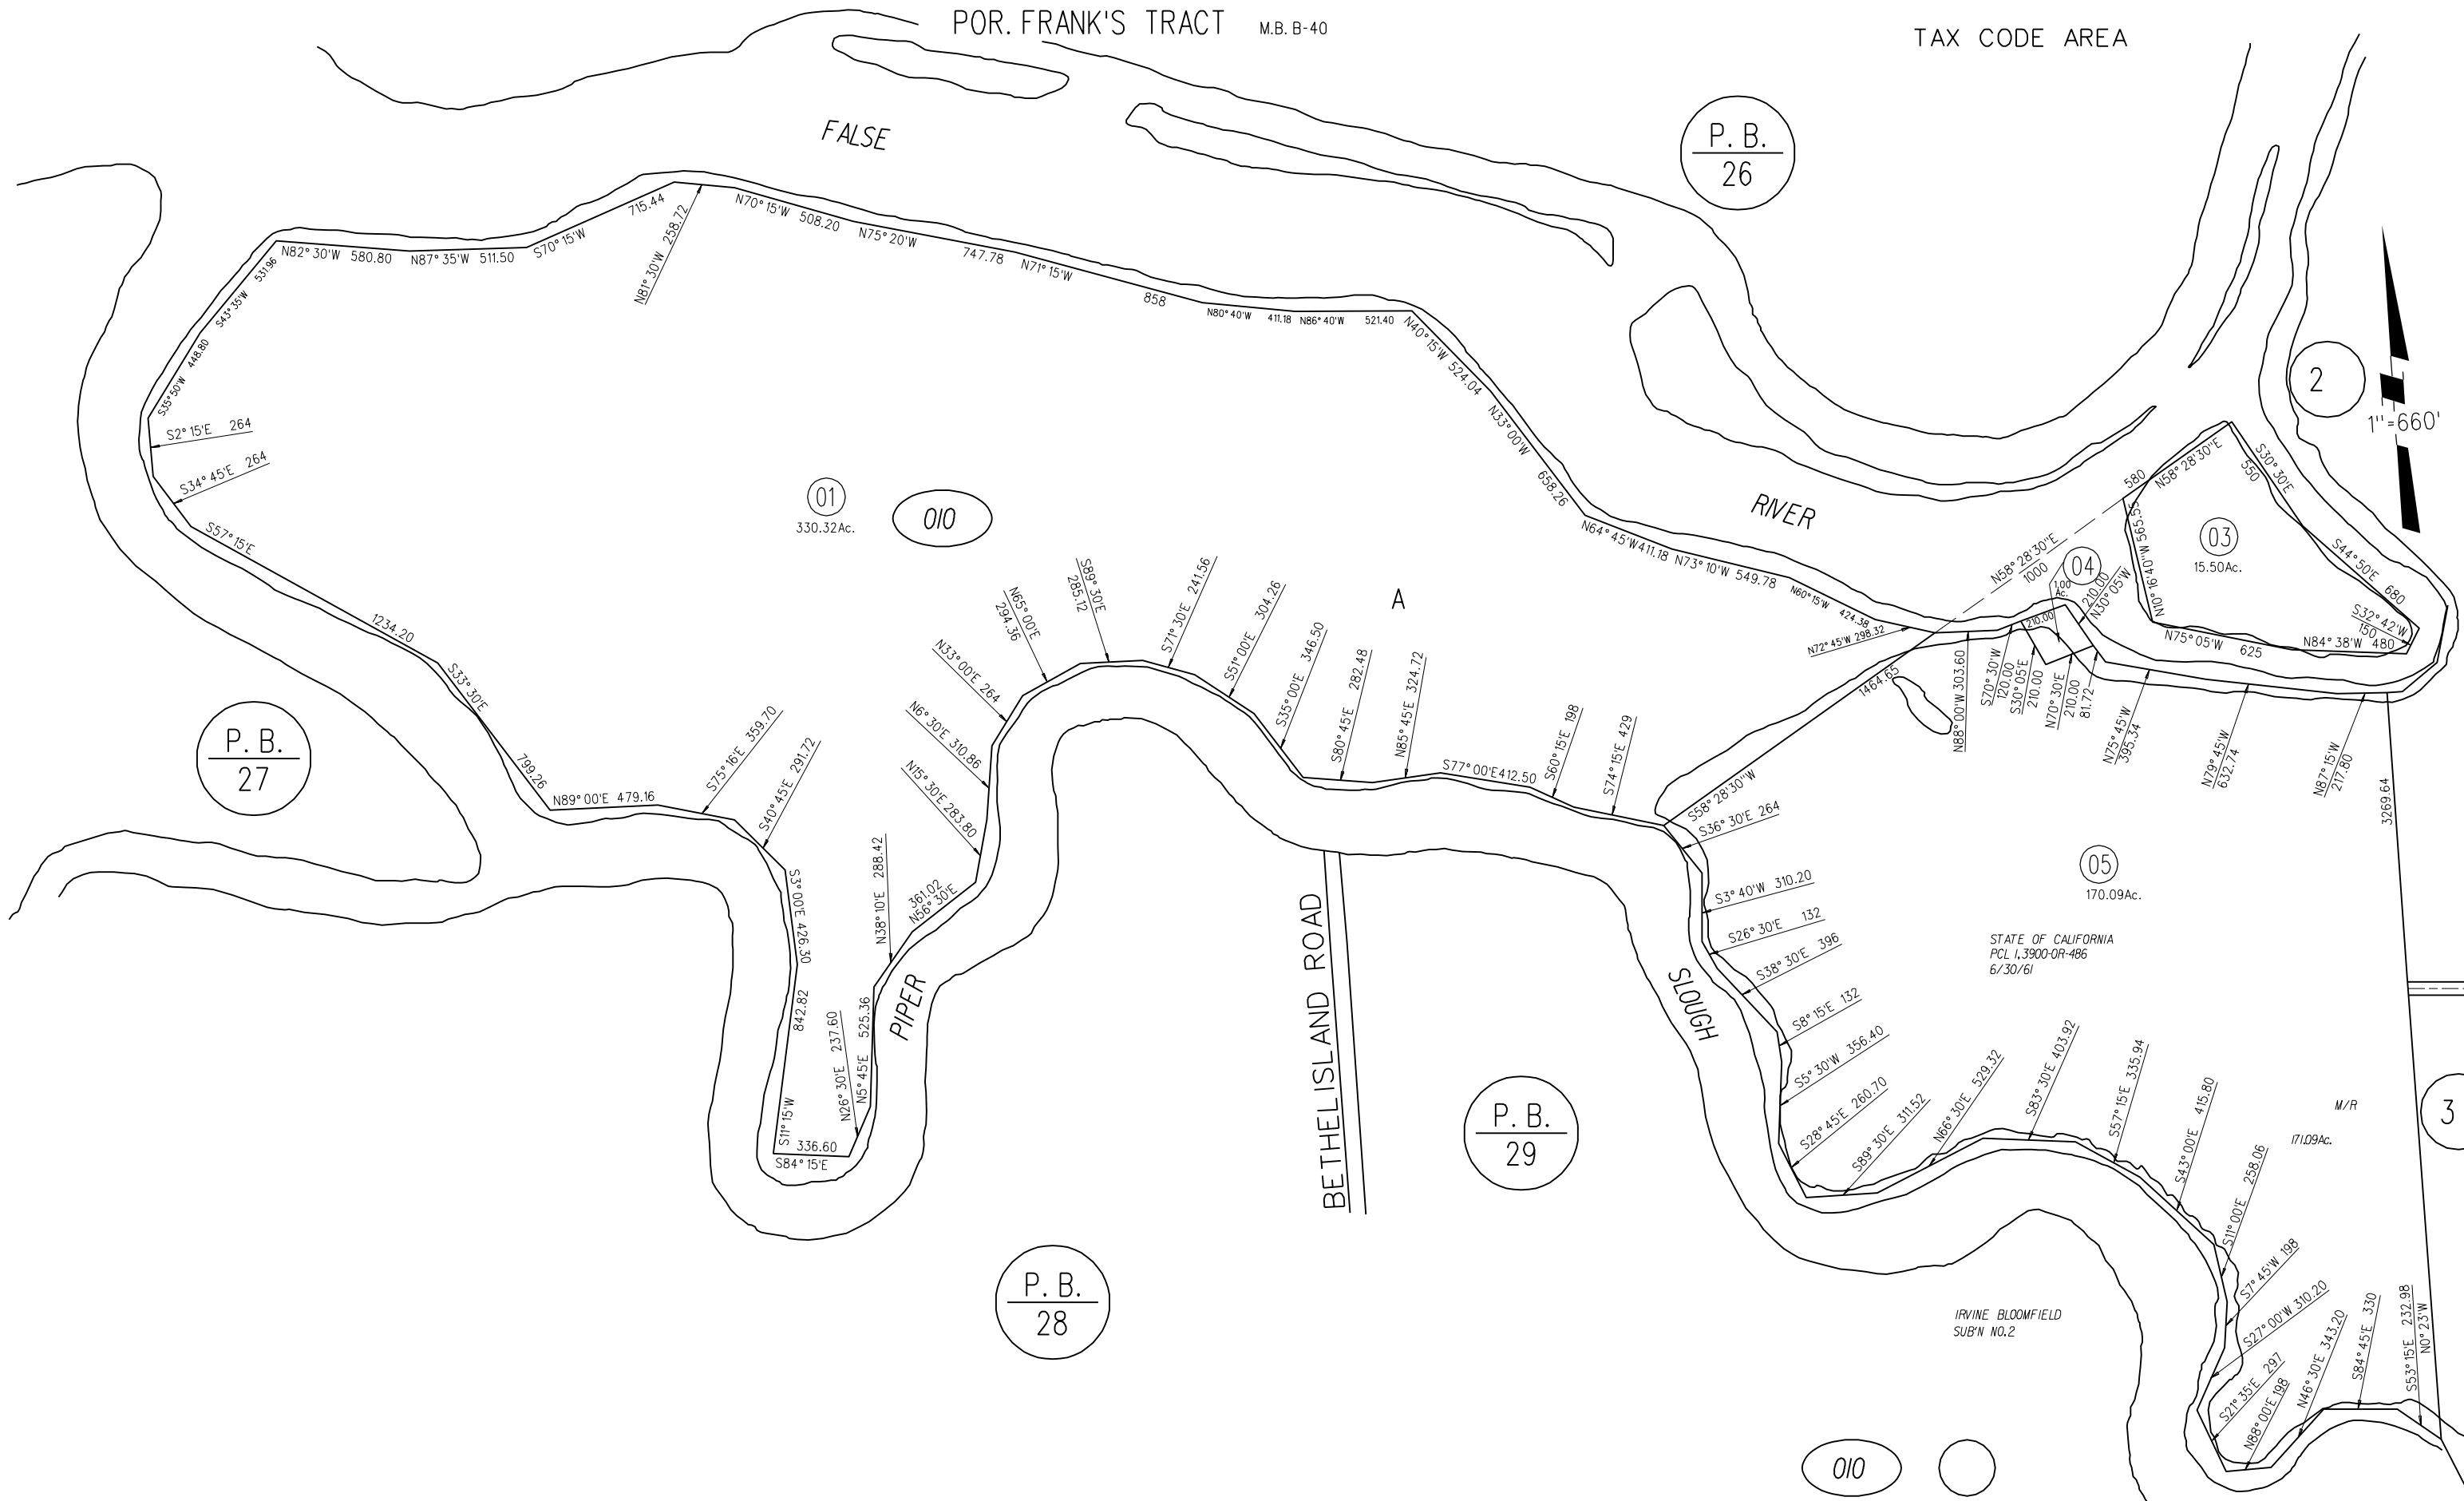 POR. FRANK'S TRACT M.B. B-40
TAX CODE AREA
FALSE
P. B.
26
2
1"=660'
N82°30'W 580.80
N87°35'W 511.50
S70°15'W
715.44
N81°30'W 258.72
N70°15'W 508.20
N75°20'W
747.78
N71°15'W
858
N80°40'W 411.18
N86°40'W 521.40
N40°15'W 524.04
N33°00'W
658.26
N64°45'W 411.18
N73°10'W 549.78
N60°15'W 424.38
N72°45'W 298.32
RIVER
S43°35'W 531.96
S35°50'W 448.80
S2°15'E 264
S34°45'E 264
S57°15'E
1234.20
S33°30'E
799.26
N89°00'E 479.16
S75°16'E 359.70
S40°45'E 291.72
S3°00'E 426.30
842.82
S11°15'W
336.60
S84°15'E
N26°30'E 237.60
N5°45'E 525.36
N38°10'E 288.42
361.02
N56°30'E
N15°30'E 283.80
N6°30'E 310.86
N33°00'E 264
N65°00'E
294.36
S89°30'E
285.12
S71°30'E 241.56
S51°00'E 304.26
S35°00'E 346.50
S80°45'E 282.48
N85°45'E 324.72
S77°00'E 412.50
S60°15'E 198
S74°15'E 429
01
330.32Ac.
010
A
P. B.
27
PIPER
BETHELISLAND ROAD
P. B.
28
P. B.
29
SLOUGH
N58°28'30"E
1000
580
N58°28'30"E
S30°30'E
550
03
15.50Ac.
N10°16'40"W 565.55
S44°50'E 680
S32°42'W
150
N84°38'W 480
N75°05'W 625
04
1.00
Ac.
210.00
N30°05'W
210.00
1464.65
S58°28'30"W
N88°00'W 303.60
S70°30'W
120.00
S30°05'E
210.00
N70°30'E
210.00
81.72
N75°45'W
395.34
N79°45'W
632.74
N87°15'W
217.80
3269.64
S36°30'E 264
S3°40'W 310.20
S26°30'E 132
S38°30'E 396
S8°15'E 132
S5°30'W 356.40
S28°45'E 260.70
S89°30'E 311.52
N66°30'E 529.32
S83°30'E 403.92
S57°15'E 335.94
S43°00'E 415.80
S11°00'E 258.06
S7°45'W 198
S27°00'W 310.20
S21°35'E 297
N88°00'E 198
N46°30'E 343.20
S84°45'E 330
S53°15'E 232.98
N0°23'W
05
170.09Ac.
STATE OF CALIFORNIA
PCL 1,3900-OR-486
6/30/61
M/R
171.09Ac.
3
IRVINE BLOOMFIELD
SUB'N NO.2
010